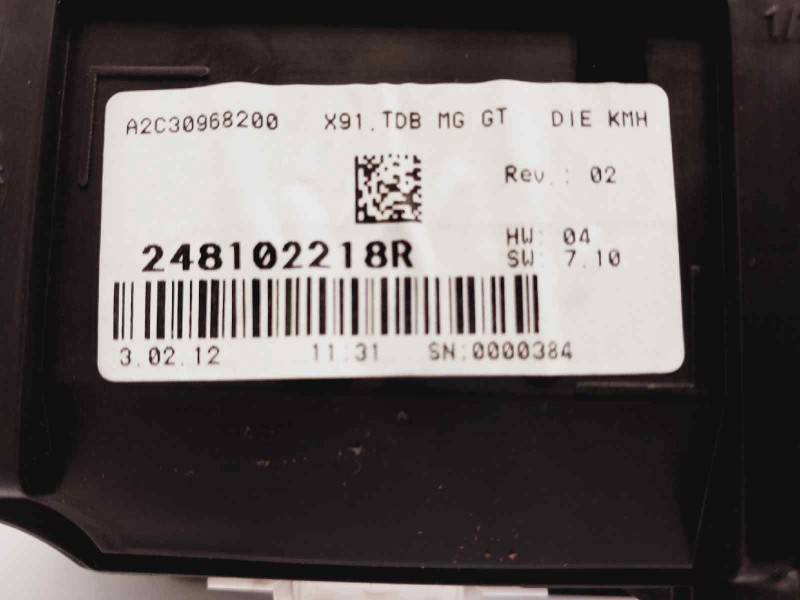 A2C30968200 X91.TDB MG GT DIE KMH
Rev.: 02
248102218R
HW: 04
SW: 7.10
3.02.12 11:31 SN:0000384